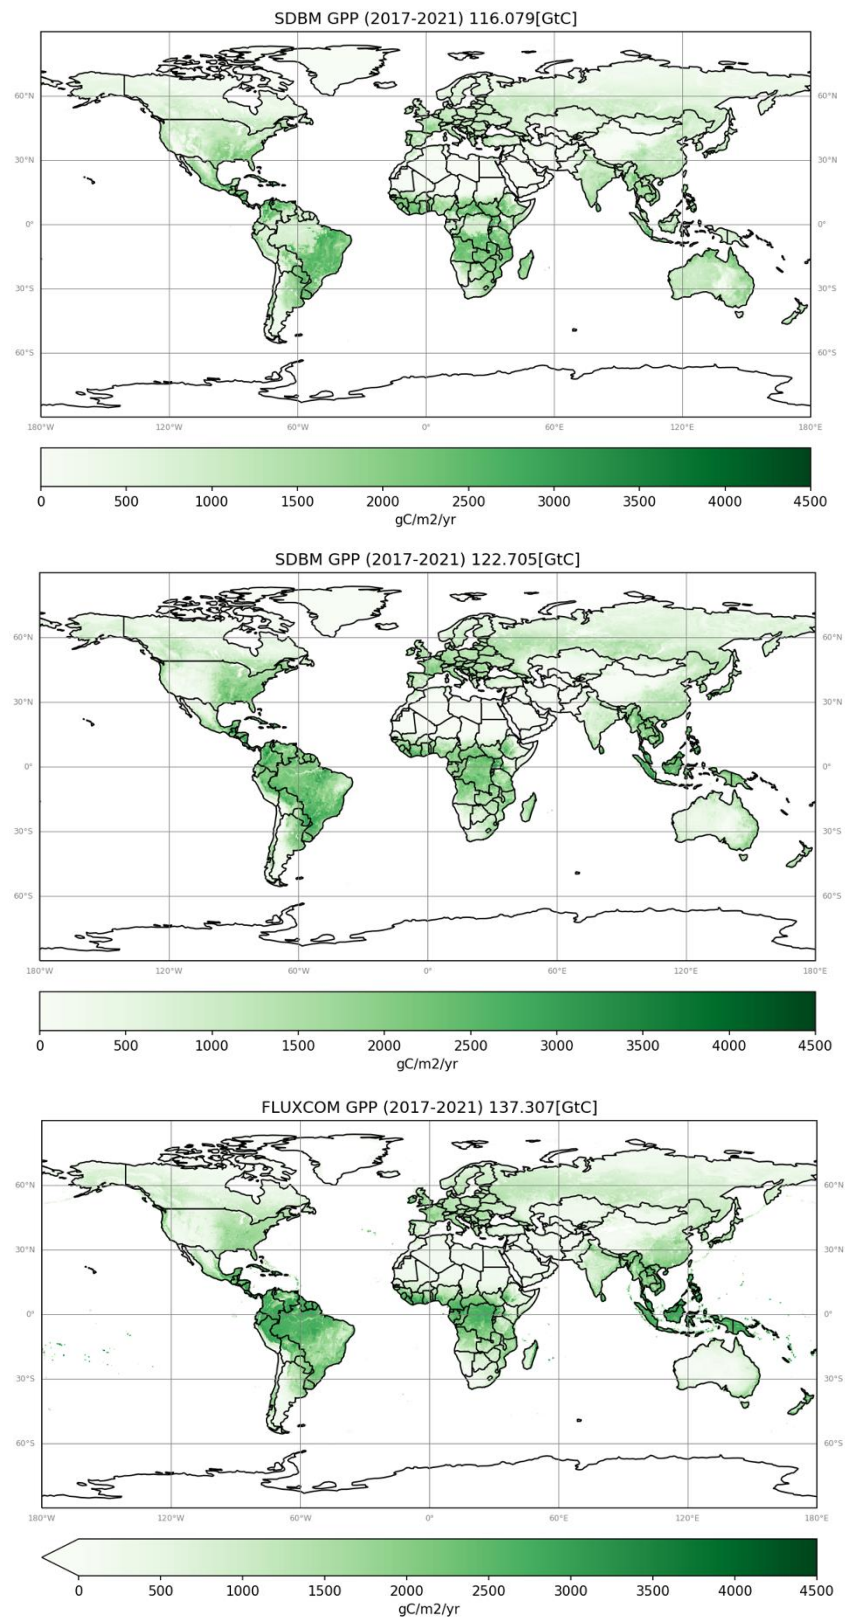 SDBM GPP (2017-2021) 116.079[GtC]
60°N 60°N
30°N 30°N
0° 0°
30°S 30°S
60°S 60°S
180°W 120°W 60°W 0° 60°E 120°E 180°E
0 500 1000 1500 2000 2500 3000 3500 4000 4500
gC/m2/yr
SDBM GPP (2017-2021) 122.705[GtC]
60°N 60°N
30°N 30°N
0° 0°
30°S 30°S
60°S 60°S
180°W 120°W 60°W 0° 60°E 120°E 180°E
0 500 1000 1500 2000 2500 3000 3500 4000 4500
gC/m2/yr
FLUXCOM GPP (2017-2021) 137.307[GtC]
60°N 60°N
30°N 30°N
0° 0°
30°S 30°S
60°S 60°S
180°W 120°W 60°W 0° 60°E 120°E 180°E
0 500 1000 1500 2000 2500 3000 3500 4000 4500
gC/m2/yr